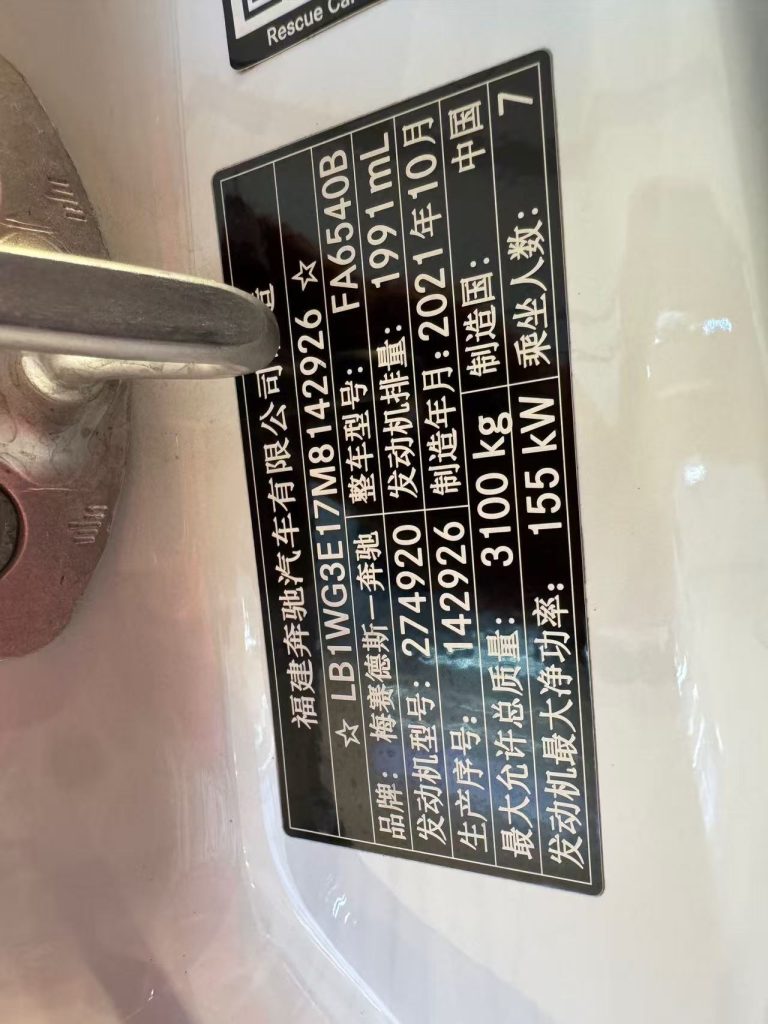 Rescue Ca
福建奔驰汽车有限公司
☆ LB1WG3E17M8142926 ☆
品牌: 梅赛德斯一奔驰 整车型号: FA6540B
发动机型号: 274920 发动机排量: 1991mL
生产序号: 142926 制造年月: 2021年10月
最大允许总质量: 3100 kg 制造国: 中国
发动机最大净功率: 155 kW 乘坐人数: 7